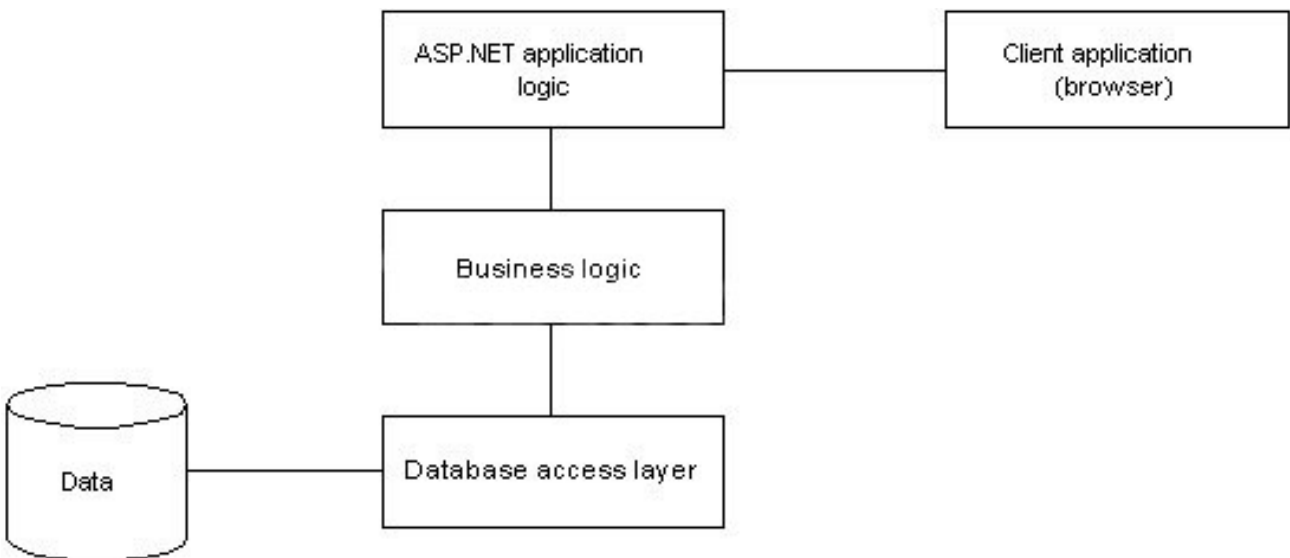 ASP.NET application
logic
Client application
(browser)
Business logic
Database access layer
Data